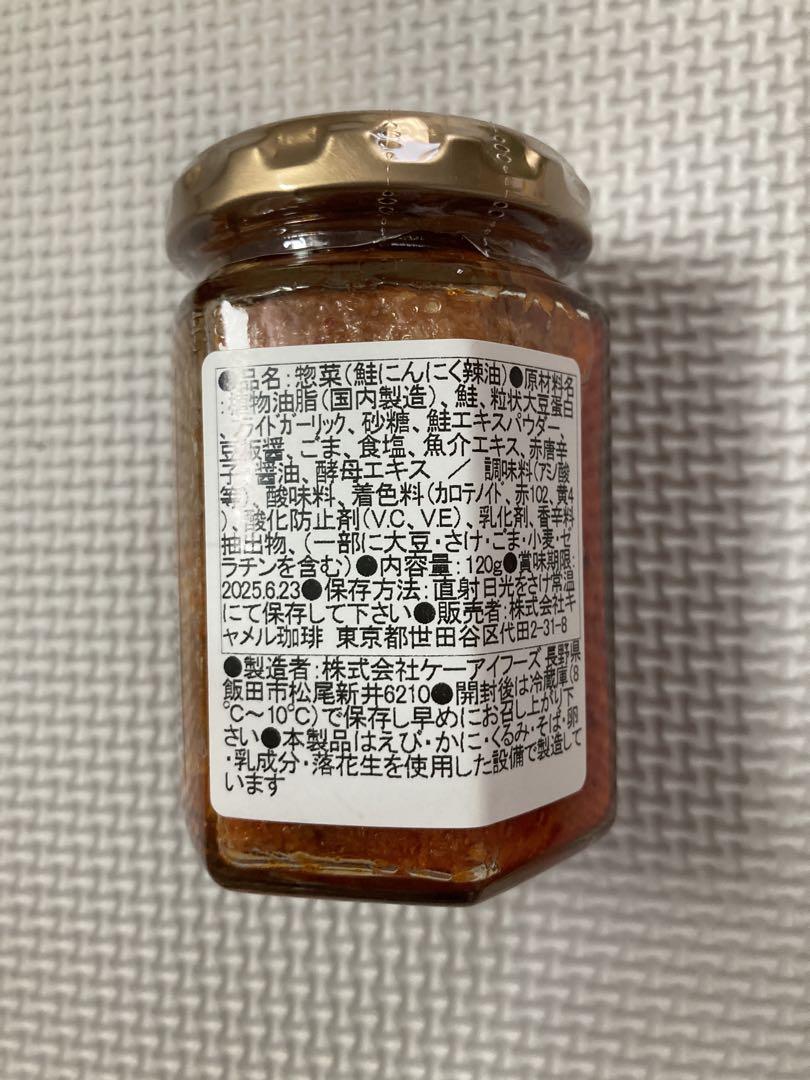 ●品名:惣菜(鮭にんにく辣油)●原材料名
:植物油脂(国内製造)、鮭、粒状大豆蛋白
、フライドガーリック、砂糖、鮭エキスパウダー、
豆板醤、ごま、食塩、魚介エキス、赤唐辛
子、醤油、酵母エキス / 調味料(アミノ酸
等)、酸味料、着色料(カロテノイド、赤102、黄4
)、酸化防止剤(V.C、V.E)、乳化剤、香辛料
抽出物、(一部に大豆・さけ・ごま・小麦・ゼ
ラチンを含む)●内容量:120g●賞味期限:
2025.6.23●保存方法:直射日光をさけ常温
にて保存して下さい●販売者:株式会社キ
ャメル珈琲 東京都世田谷区代田2-31-8
●製造者:株式会社ケーアイフーズ 長野県
飯田市松尾新井6210●開封後は冷蔵庫(8
℃～10℃)で保存し早めにお召し上がり下
さい●本製品はえび・かに・くるみ・そば・卵
・乳成分・落花生を使用した設備で製造して
います